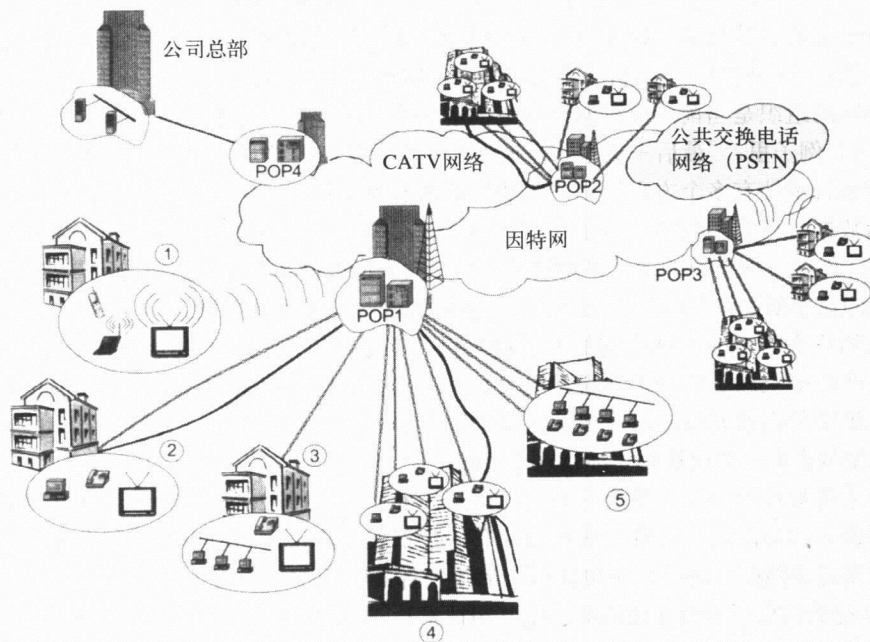 公司总部
POP4
CATV网络
POP2
公共交换电话
网络（PSTN）
因特网
POP3
POP1
①
②
③
④
⑤